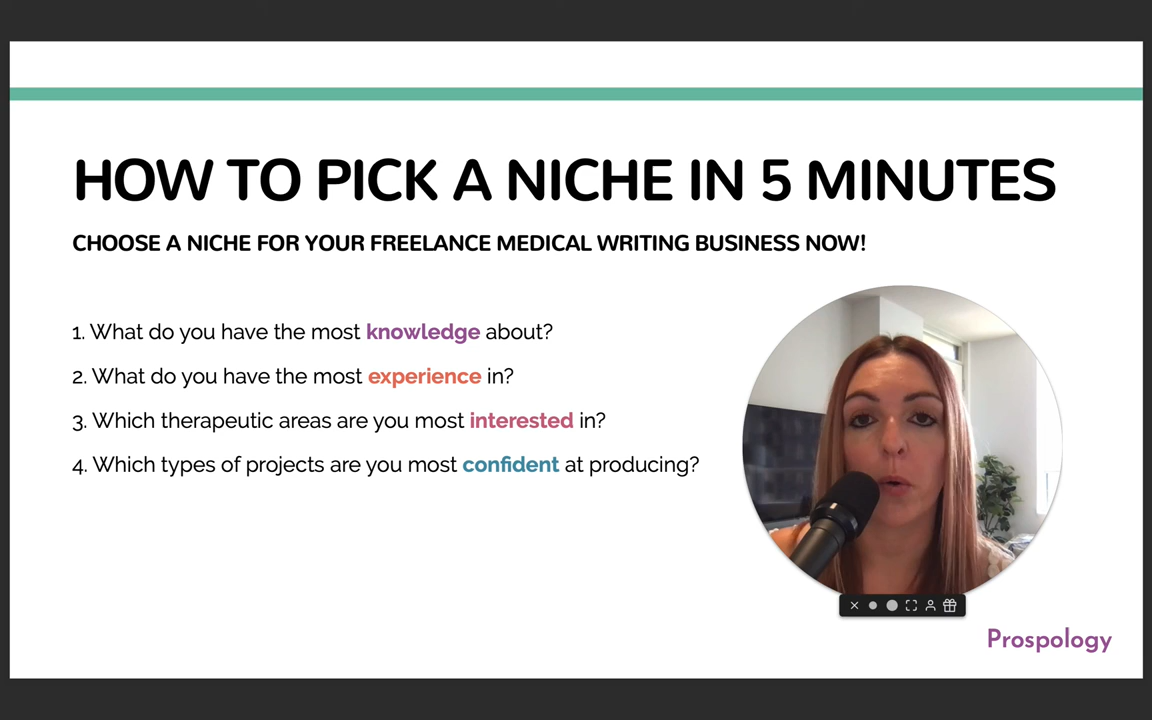 HOW TO PICK A NICHE IN 5 MINUTES
CHOOSE A NICHE FOR YOUR FREELANCE MEDICAL WRITING BUSINESS NOW!
1. What do you have the most knowledge about?
2. What do you have the most experience in?
3. Which therapeutic areas are you most interested in?
4. Which types of projects are you most confident at producing?
Prospology